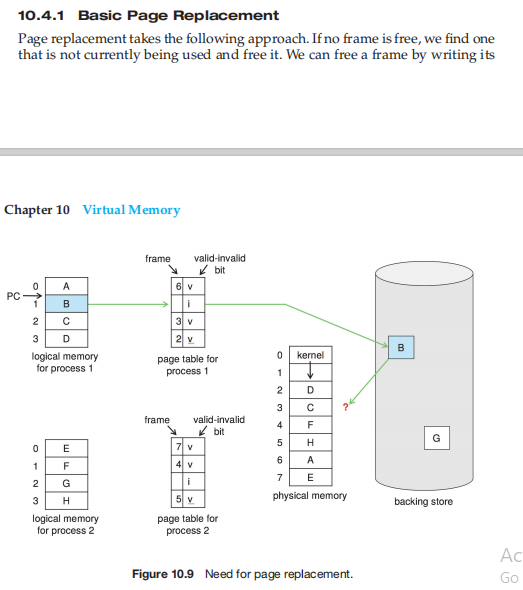 10.4.1 Basic Page Replacement
Page replacement takes the following approach. If no frame is free, we find one
that is not currently being used and free it. We can free a frame by writing its
Chapter 10 Virtual Memory
frame
valid-invalid
bit
PC
0 A
1 B
2 C
3 D
logical memory
for process 1
6 v
i
3 v
2 v
page table for
process 1
0 kernel
1
2 D
3 C
4 F
5 H
6 A
7 E
physical memory
?
B
G
backing store
frame
valid-invalid
bit
0 E
1 F
2 G
3 H
logical memory
for process 2
7 v
4 v
i
5 v
page table for
process 2
Figure 10.9 Need for page replacement.
Ac
Go